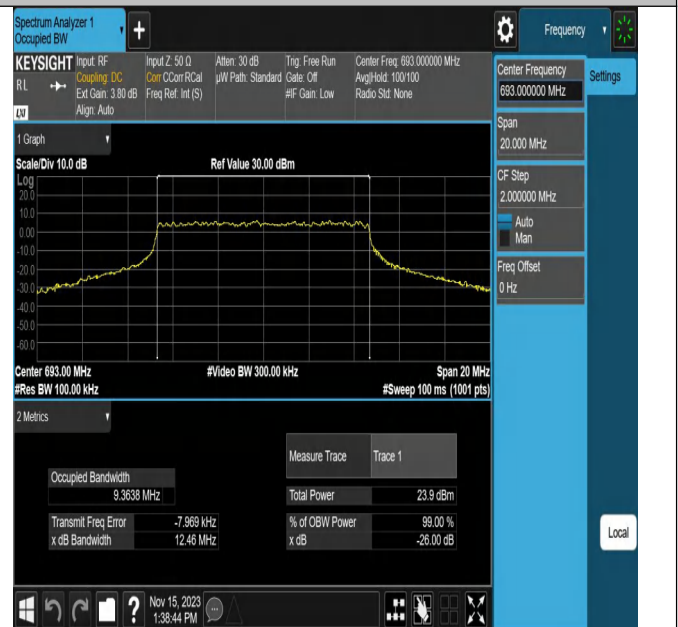 Spectrum Analyzer 1
Occupied BW
Frequency
KEYSIGHT
RL
LXI
Input: RF
Coupling: DC
Ext Gain: 3.80 dB
Align: Auto
Input Z: 50 Ω
Corr CCorr RCal
Freq Ref: Int (S)
Atten: 30 dB
µW Path: Standard
Trig: Free Run
Gate: Off
#IF Gain: Low
Center Freq: 693.000000 MHz
Avg|Hold: 100/100
Radio Std: None
Center Frequency
693.000000 MHz
Settings
Span
20.000 MHz
CF Step
2.000000 MHz
Auto
Man
Freq Offset
0 Hz
Local
1 Graph
Scale/Div 10.0 dB
Ref Value 30.00 dBm
Log
20.0
10.0
0.00
-10.0
-20.0
-30.0
-40.0
-50.0
-60.0
Center 693.00 MHz
#Video BW 300.00 kHz
Span 20 MHz
#Res BW 100.00 kHz
#Sweep 100 ms (1001 pts)
2 Metrics
Measure Trace Trace 1
Occupied Bandwidth
9.3638 MHz
Total Power 23.9 dBm
Transmit Freq Error -7.969 kHz
% of OBW Power 99.00 %
x dB Bandwidth 12.46 MHz
x dB -26.00 dB
?
Nov 15, 2023
1:38:44 PM